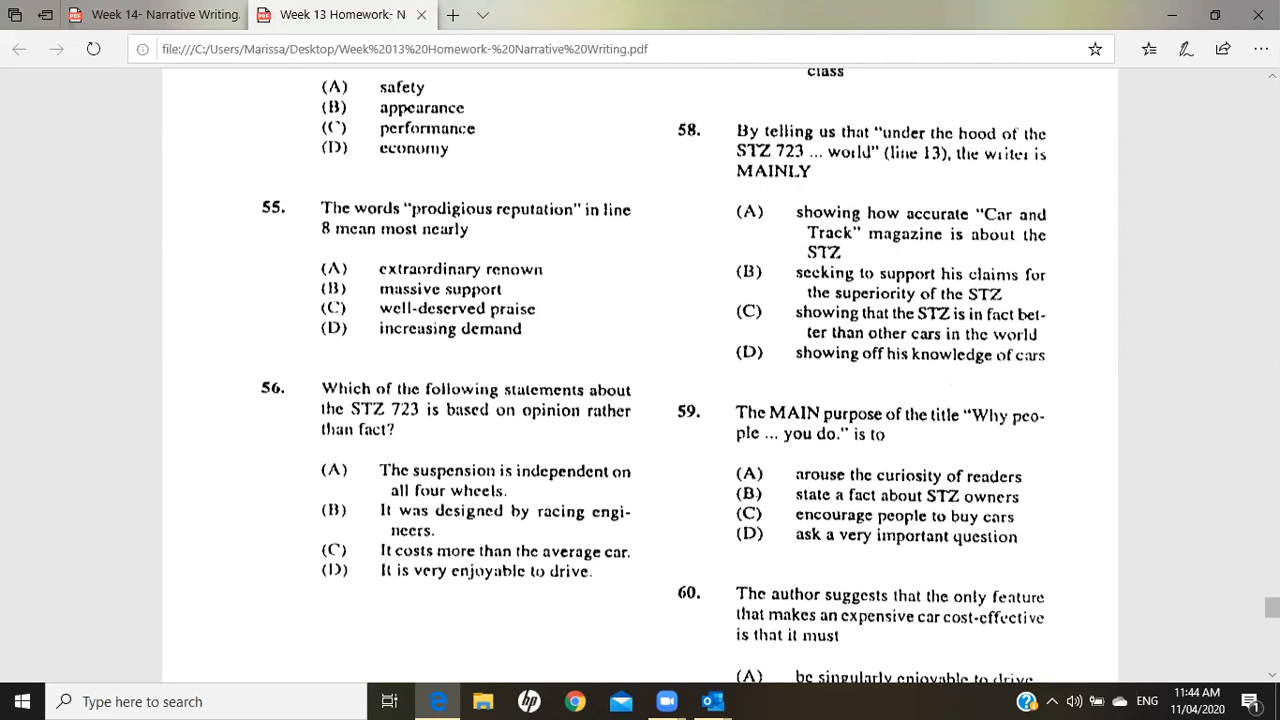 Week 14- Narrative Writing.
Week 13 Homework- N
file:///C:/Users/Marissa/Desktop/Week%2013%20Homework-%20Narrative%20Writing.pdf
(A) safety
(B) appearance
(C) performance
(D) economy
55. The words "prodigious reputation" in line
8 mean most nearly
(A) extraordinary renown
(B) massive support
(C) well-deserved praise
(D) increasing demand
56. Which of the following statements about
the STZ 723 is based on opinion rather
than fact?
(A) The suspension is independent on
all four wheels.
(B) It was designed by racing engi-
neers.
(C) It costs more than the average car.
(D) It is very enjoyable to drive.
class
58. By telling us that "under the hood of the
STZ 723 ... world" (line 13), the writer is
MAINLY
(A) showing how accurate "Car and
Track" magazine is about the
STZ
(B) seeking to support his claims for
the superiority of the STZ
(C) showing that the STZ is in fact bet-
ter than other cars in the world
(D) showing off his knowledge of cars
59. The MAIN purpose of the title "Why peo-
ple ... you do." is to
(A) arouse the curiosity of readers
(B) state a fact about STZ owners
(C) encourage people to buy cars
(D) ask a very important question
60. The author suggests that the only feature
that makes an expensive car cost-effective
is that it must
(A) be singularly enjoyable to drive
Type here to search
hp
ENG
11:44 AM
11/04/2020
1